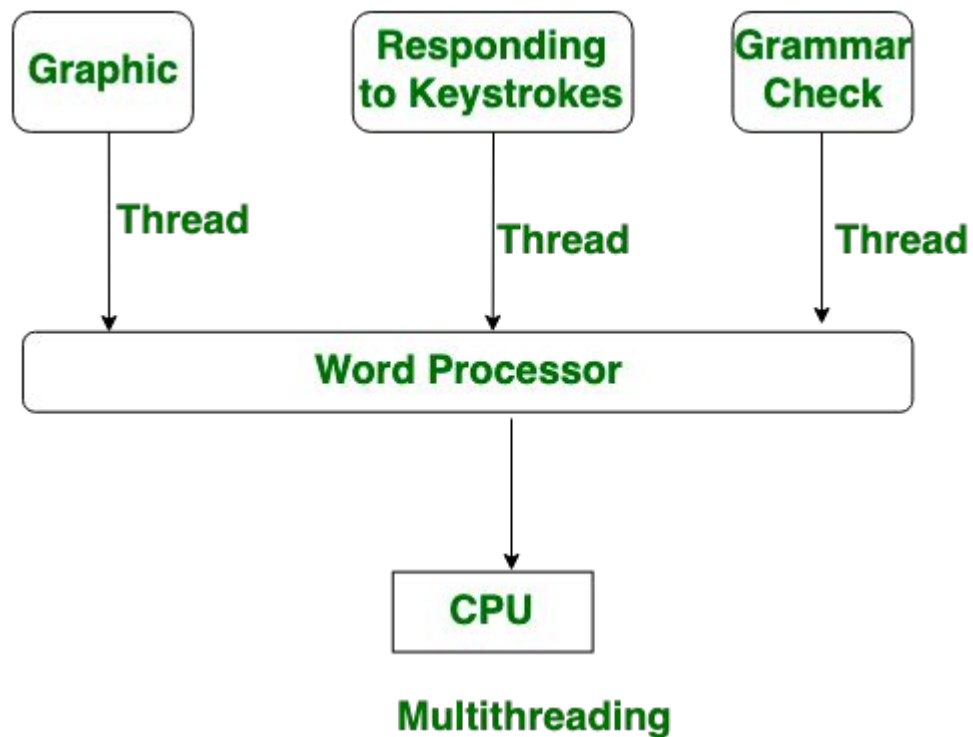 Graphic
Responding
to Keystrokes
Grammar
Check
Thread
Thread
Thread
Word Processor
CPU
Multithreading